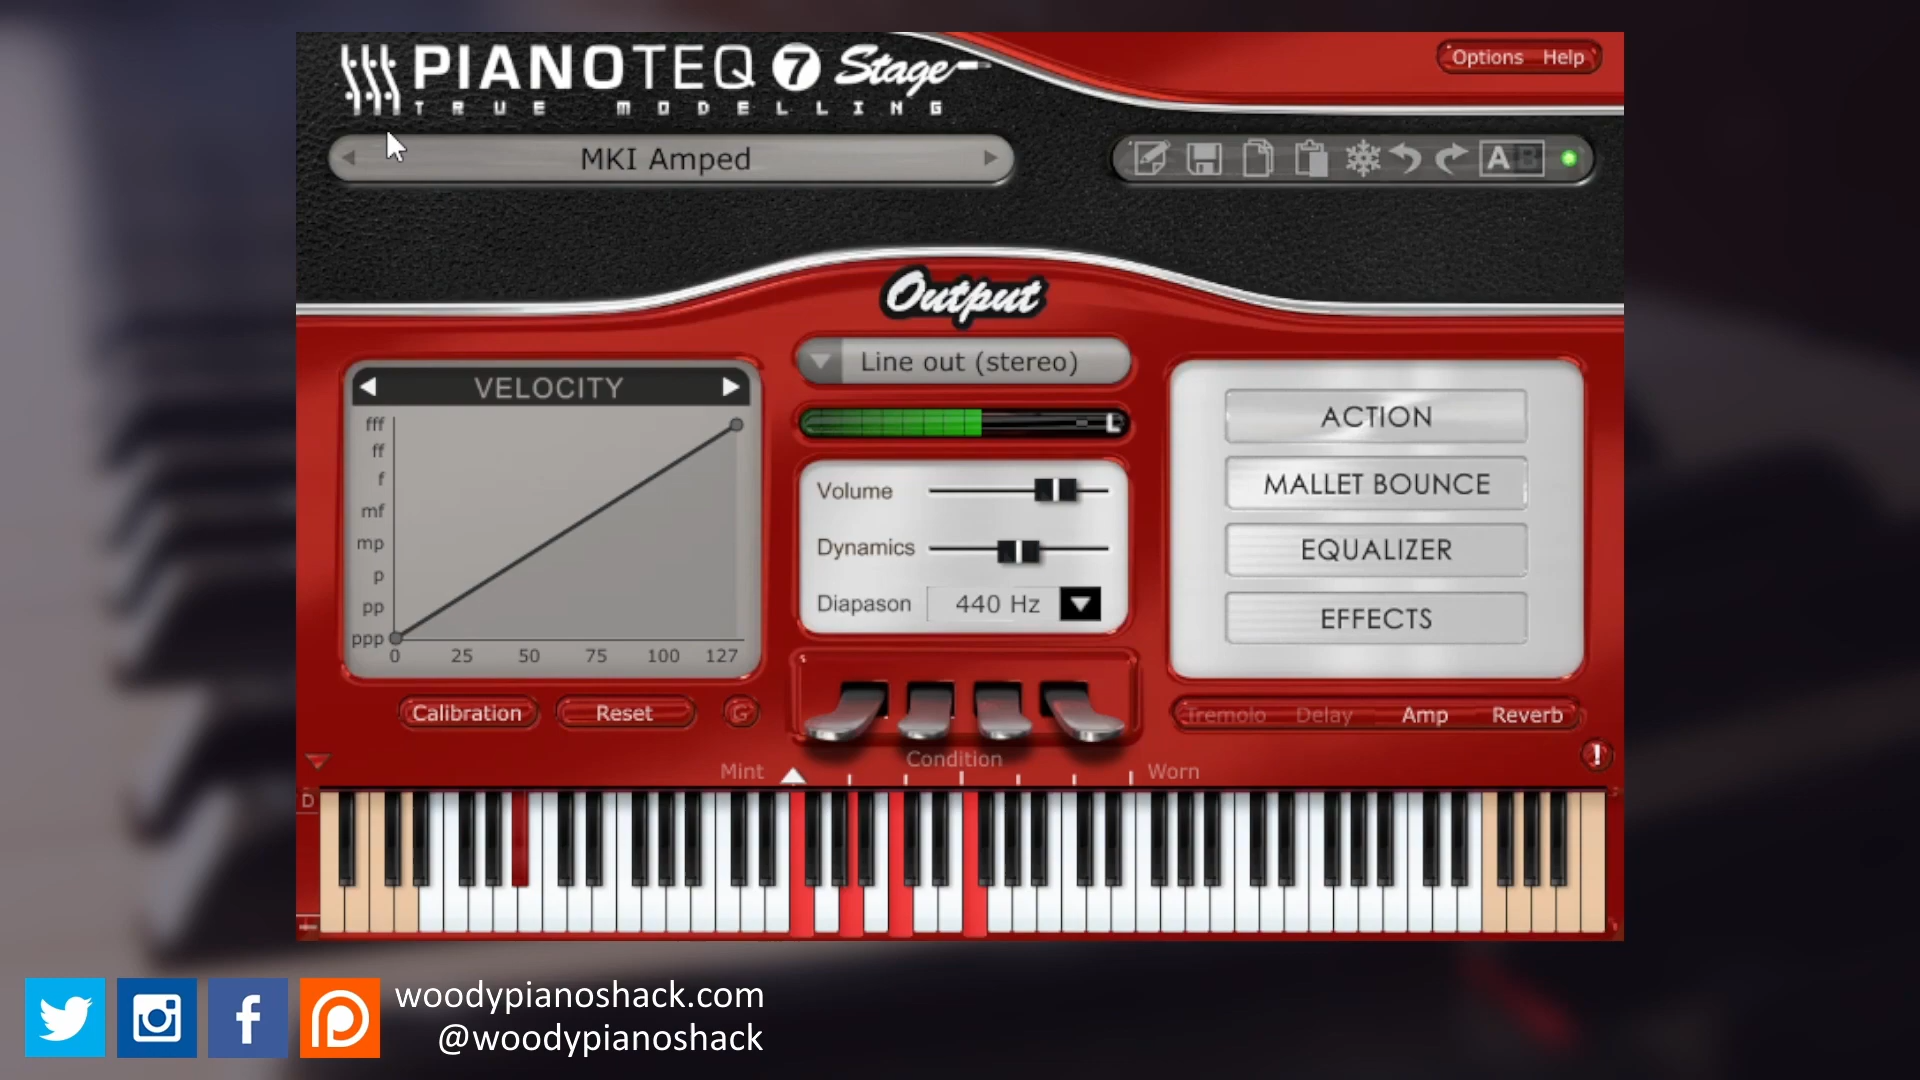 PIANOTEQ 7 Stage
TRUE MODELLING
Options Help
MKI Amped
A B
Output
Line out (stereo)
L
VELOCITY
fff
ff
f
mf
mp
p
pp
ppp
0 25 50 75 100 127
Volume
Dynamics
Diapason 440 Hz
ACTION
MALLET BOUNCE
EQUALIZER
EFFECTS
Calibration Reset G
Tremolo Delay Amp Reverb
!
Mint Condition Worn
D
woodypianoshack.com
@woodypianoshack